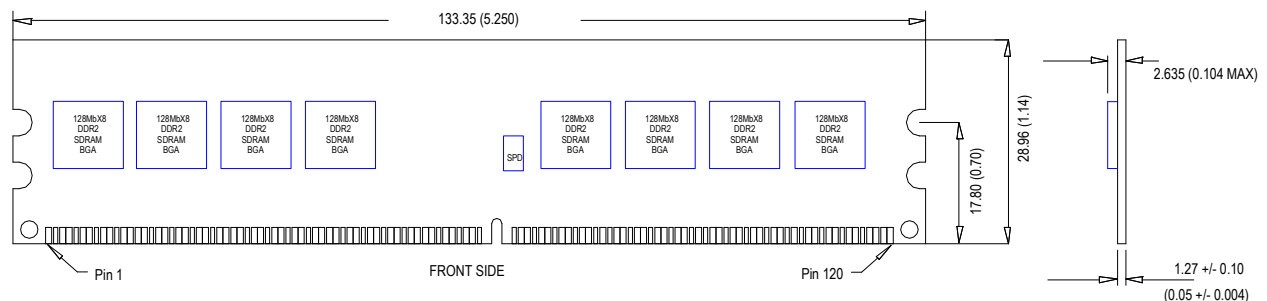 133.35 (5.250)
2.635 (0.104 MAX)
128MbX8
DDR2
SDRAM
BGA
128MbX8
DDR2
SDRAM
BGA
128MbX8
DDR2
SDRAM
BGA
128MbX8
DDR2
SDRAM
BGA
SPD
128MbX8
DDR2
SDRAM
BGA
128MbX8
DDR2
SDRAM
BGA
128MbX8
DDR2
SDRAM
BGA
128MbX8
DDR2
SDRAM
BGA
17.80 (0.70)
28.96 (1.14)
Pin 1
FRONT SIDE
Pin 120
1.27 +/- 0.10
(0.05 +/- 0.004)